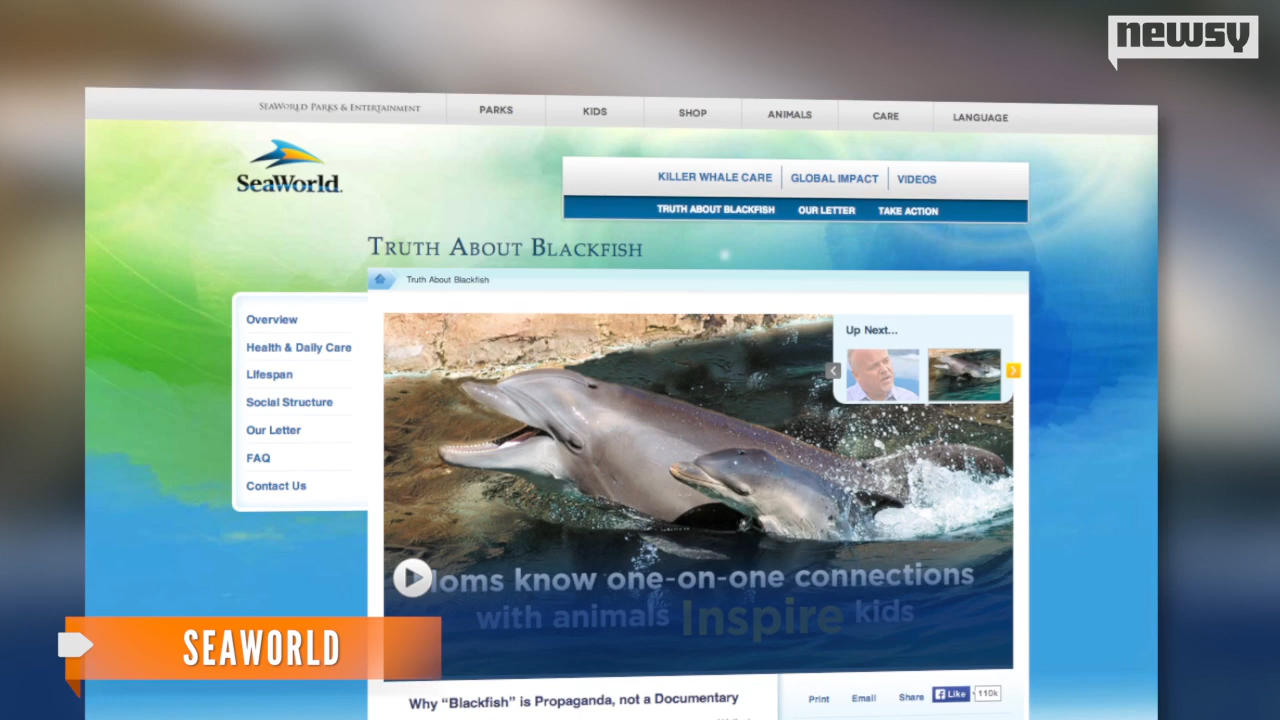 newsy
SEAWORLD PARKS & ENTERTAINMENT
PARKS
KIDS
SHOP
ANIMALS
CARE
LANGUAGE
SeaWorld.
KILLER WHALE CARE
GLOBAL IMPACT
VIDEOS
TRUTH ABOUT BLACKFISH
OUR LETTER
TAKE ACTION
TRUTH ABOUT BLACKFISH
Truth About Blackfish
Overview
Health & Daily Care
Lifespan
Social Structure
Our Letter
FAQ
Contact Us
Up Next...
oms know one-on-one connections
with animals Inspire kids
SEAWORLD
Why “Blackfish” is Propaganda, not a Documentary
Print
Email
Share
Like
110k